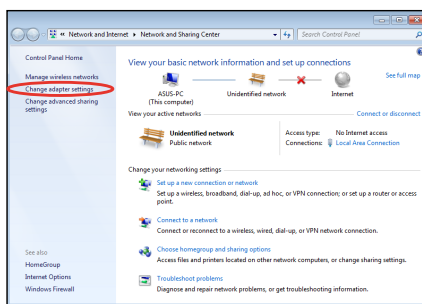 « Network and Internet ▸ Network and Sharing Center
Search Control Panel
Control Panel Home
Manage wireless networks
Change adapter settings
Change advanced sharing
settings
See also
HomeGroup
Internet Options
Windows Firewall
View your basic network information and set up connections
See full map
ASUS-PC
(This computer)
Unidentified network
Internet
View your active networks
Connect or disconnect
Unidentified network
Public network
Access type: No Internet access
Connections: Local Area Connection
Change your networking settings
Set up a new connection or network
Set up a wireless, broadband, dial-up, ad hoc, or VPN connection; or set up a router or access
point.
Connect to a network
Connect or reconnect to a wireless, wired, dial-up, or VPN network connection.
Choose homegroup and sharing options
Access files and printers located on other network computers, or change sharing settings.
Troubleshoot problems
Diagnose and repair network problems, or get troubleshooting information.